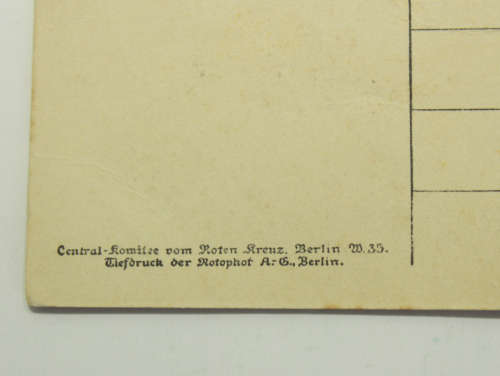 Central-Komitee vom Roten Kreuz, Berlin W.35.
Tiefdruck der Rotophot A.-G., Berlin.